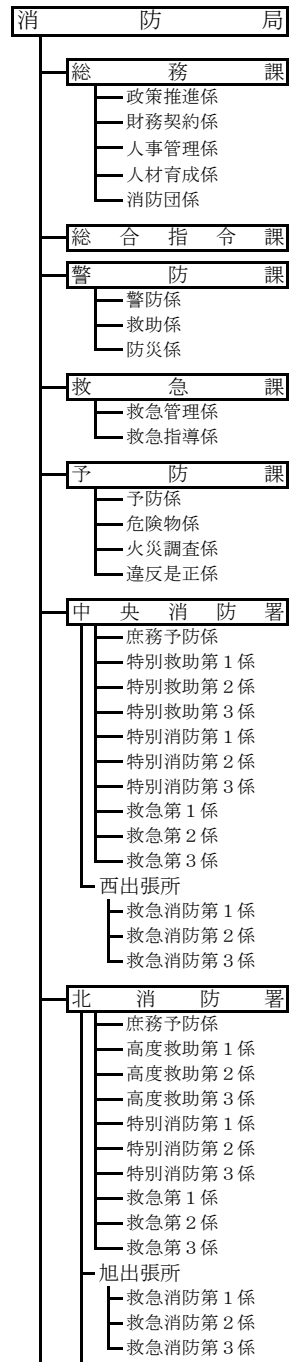 消防局
総務課
政策推進係
財務契約係
人事管理係
人材育成係
消防団係
総合指令課
警防課
警防係
救助係
防災係
救急課
救急管理係
救急指導係
予防課
予防係
危険物係
火災調査係
違反是正係
中央消防署
庶務予防係
特別救助第１係
特別救助第２係
特別救助第３係
特別消防第１係
特別消防第２係
特別消防第３係
救急第１係
救急第２係
救急第３係
西出張所
救急消防第１係
救急消防第２係
救急消防第３係
北消防署
庶務予防係
高度救助第１係
高度救助第２係
高度救助第３係
特別消防第１係
特別消防第２係
特別消防第３係
救急第１係
救急第２係
救急第３係
旭出張所
救急消防第１係
救急消防第２係
救急消防第３係